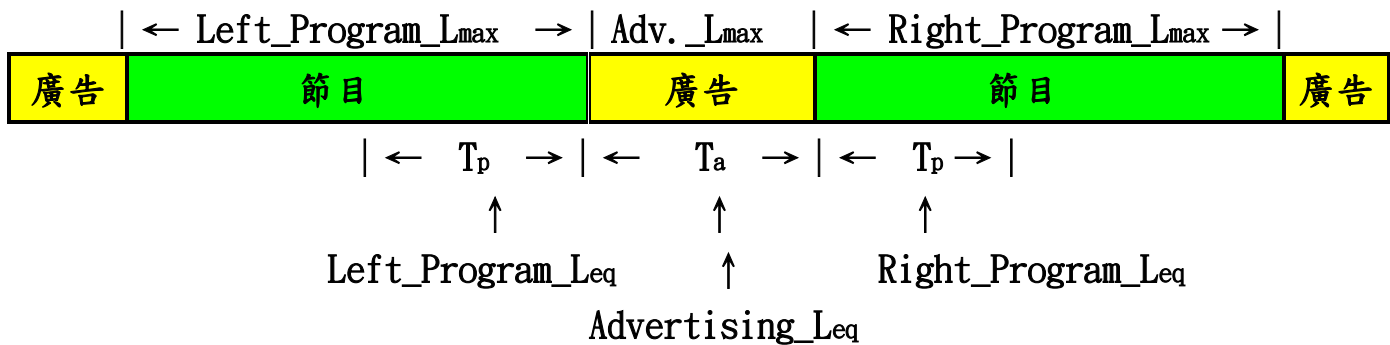 | ← Left_Program_Lmax → | Adv._Lmax | ← Right_Program_Lmax → |
廣告 節目 廣告 節目 廣告
| ← Tp → | ← Ta → | ← Tp → |
↑ ↑ ↑
Left_Program_Leq ↑ Right_Program_Leq
Advertising_Leq